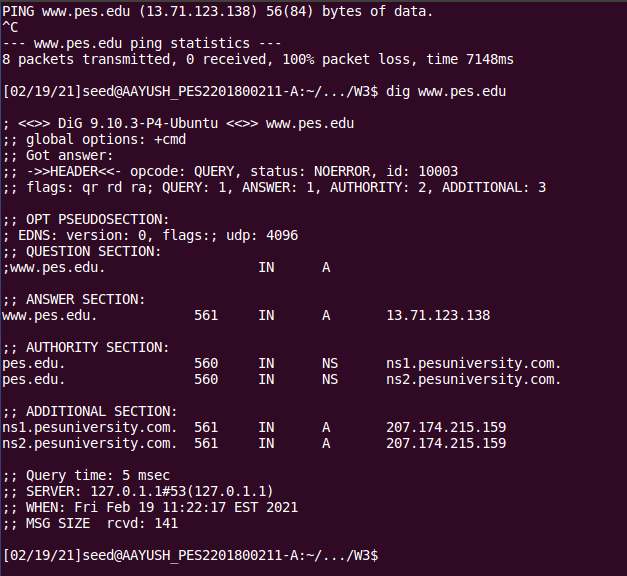 PING www.pes.edu (13.71.123.138) 56(84) bytes of data.
^C
--- www.pes.edu ping statistics ---
8 packets transmitted, 0 received, 100% packet loss, time 7148ms
[02/19/21]seed@AAYUSH_PES2201800211-A:~/.../W3$ dig www.pes.edu
; <<>> DiG 9.10.3-P4-Ubuntu <<>> www.pes.edu
;; global options: +cmd
;; Got answer:
;; ->>HEADER<<- opcode: QUERY, status: NOERROR, id: 10003
;; flags: qr rd ra; QUERY: 1, ANSWER: 1, AUTHORITY: 2, ADDITIONAL: 3
;; OPT PSEUDOSECTION:
; EDNS: version: 0, flags:; udp: 4096
;; QUESTION SECTION:
;www.pes.edu. IN A
;; ANSWER SECTION:
www.pes.edu. 561 IN A 13.71.123.138
;; AUTHORITY SECTION:
pes.edu. 560 IN NS ns1.pesuniversity.com.
pes.edu. 560 IN NS ns2.pesuniversity.com.
;; ADDITIONAL SECTION:
ns1.pesuniversity.com. 561 IN A 207.174.215.159
ns2.pesuniversity.com. 561 IN A 207.174.215.159
;; Query time: 5 msec
;; SERVER: 127.0.1.1#53(127.0.1.1)
;; WHEN: Fri Feb 19 11:22:17 EST 2021
;; MSG SIZE  rcvd: 141
[02/19/21]seed@AAYUSH_PES2201800211-A:~/.../W3$